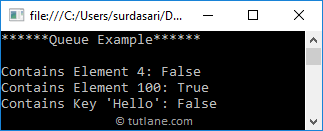 file:///C:/Users/surdasari/D...
******Queue Example******
Contains Element 4: False
Contains Element 100: True
Contains Key 'Hello': False
© tutlane.com